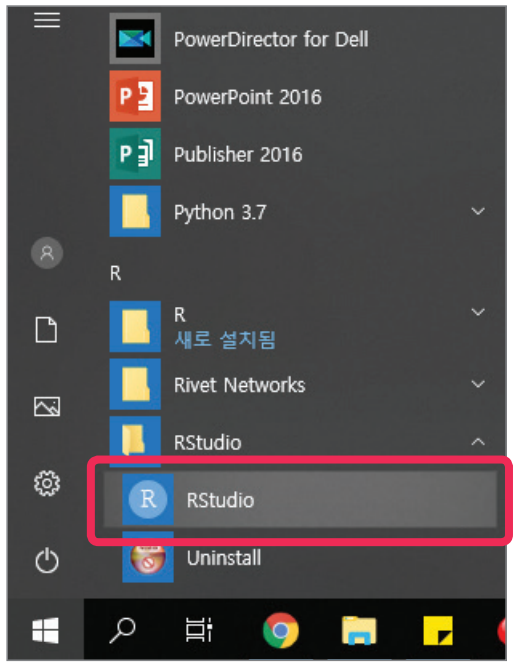 PowerDirector for Dell
PowerPoint 2016
Publisher 2016
Python 3.7
R
R
새로 설치됨
Rivet Networks
RStudio
R
RStudio
Uninstall